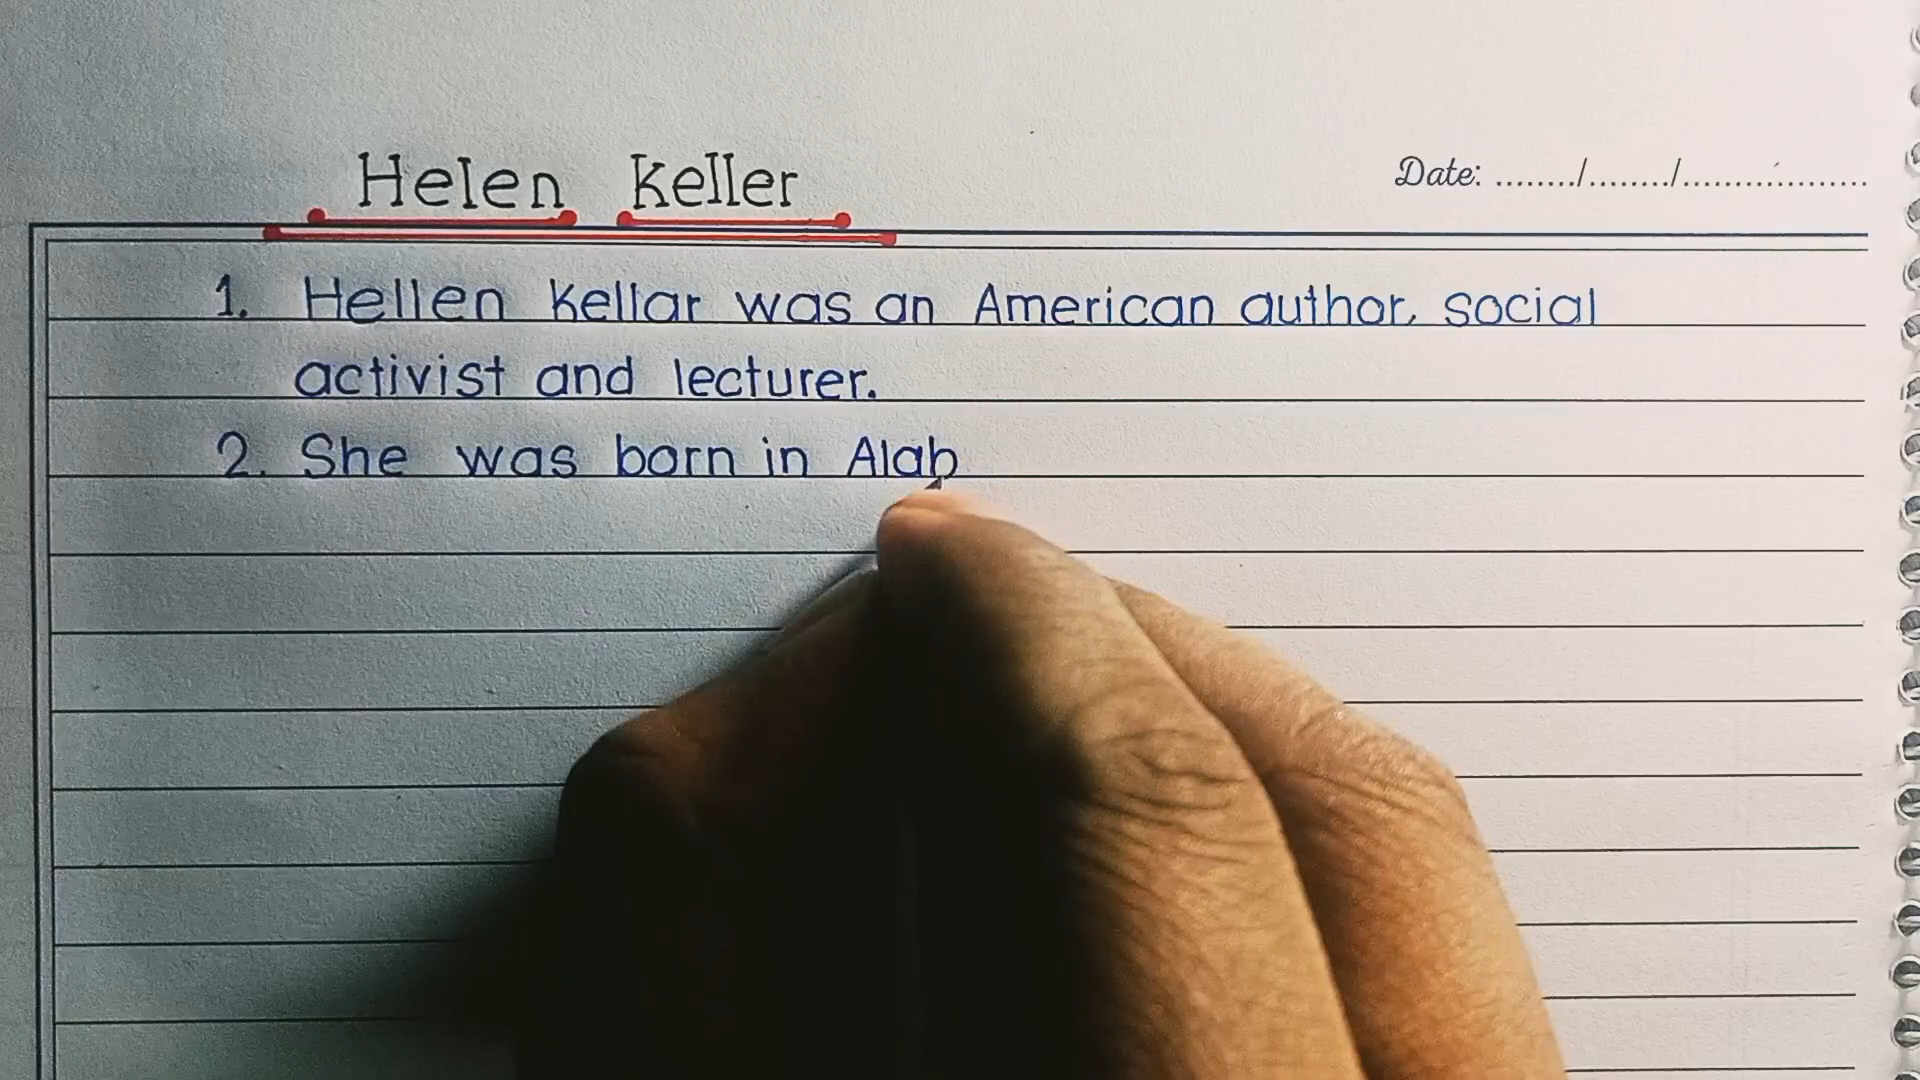 Helen Keller
Date: ......../......../..................
1. Hellen Kellar was an American author, social
activist and lecturer.
2. She was born in Alab